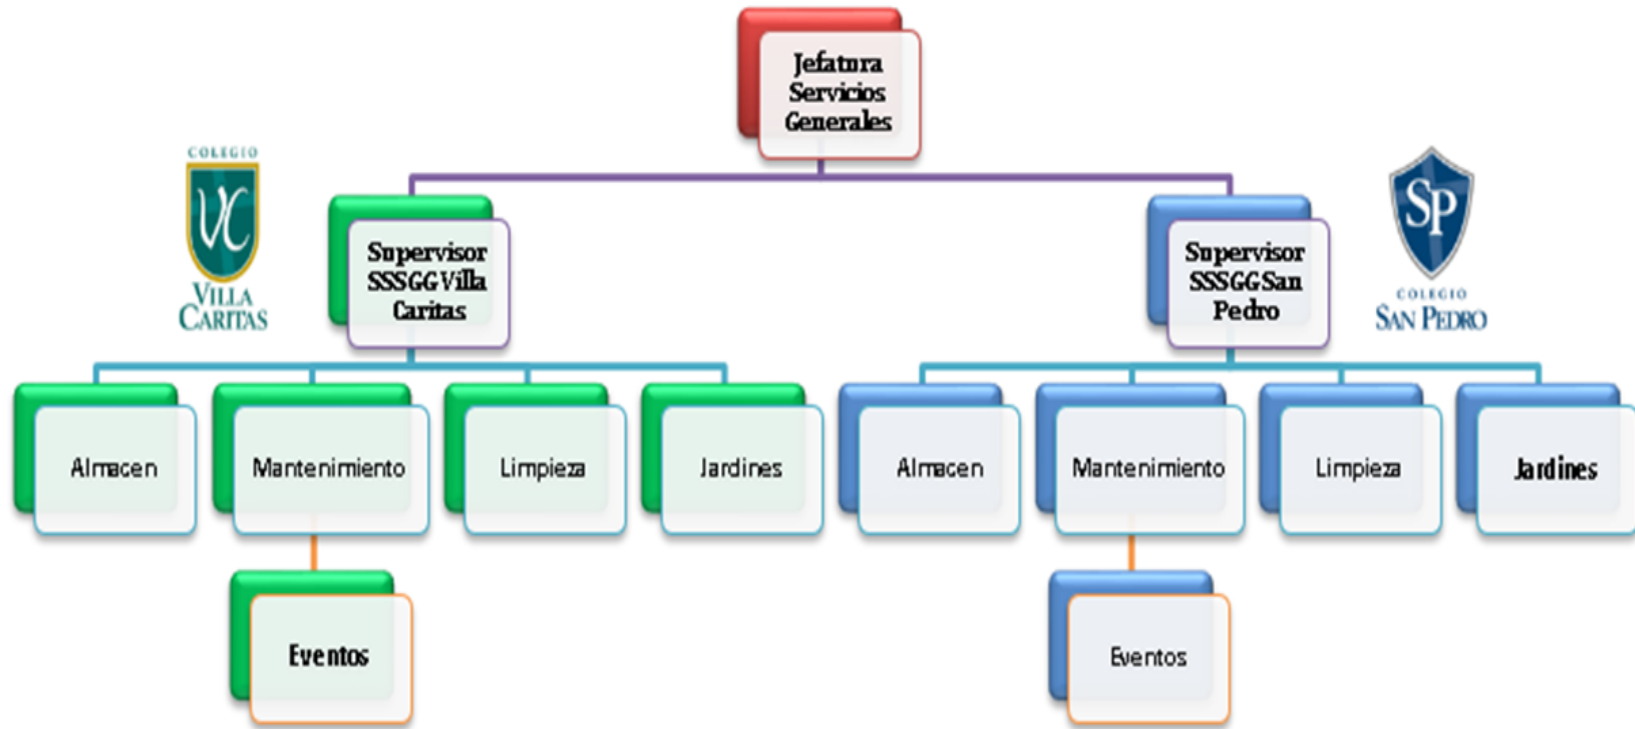 Jefatura
Servicios
Generales
COLEGIO
VC
VILLA
CARITAS
Supervisor
SSSGG Villa
Caritas
Supervisor
SSSGG San
Pedro
SP
COLEGIO
SAN PEDRO
Almacen
Mantenimiento
Limpieza
Jardines
Almacen
Mantenimiento
Limpieza
Jardines
Eventos
Eventos